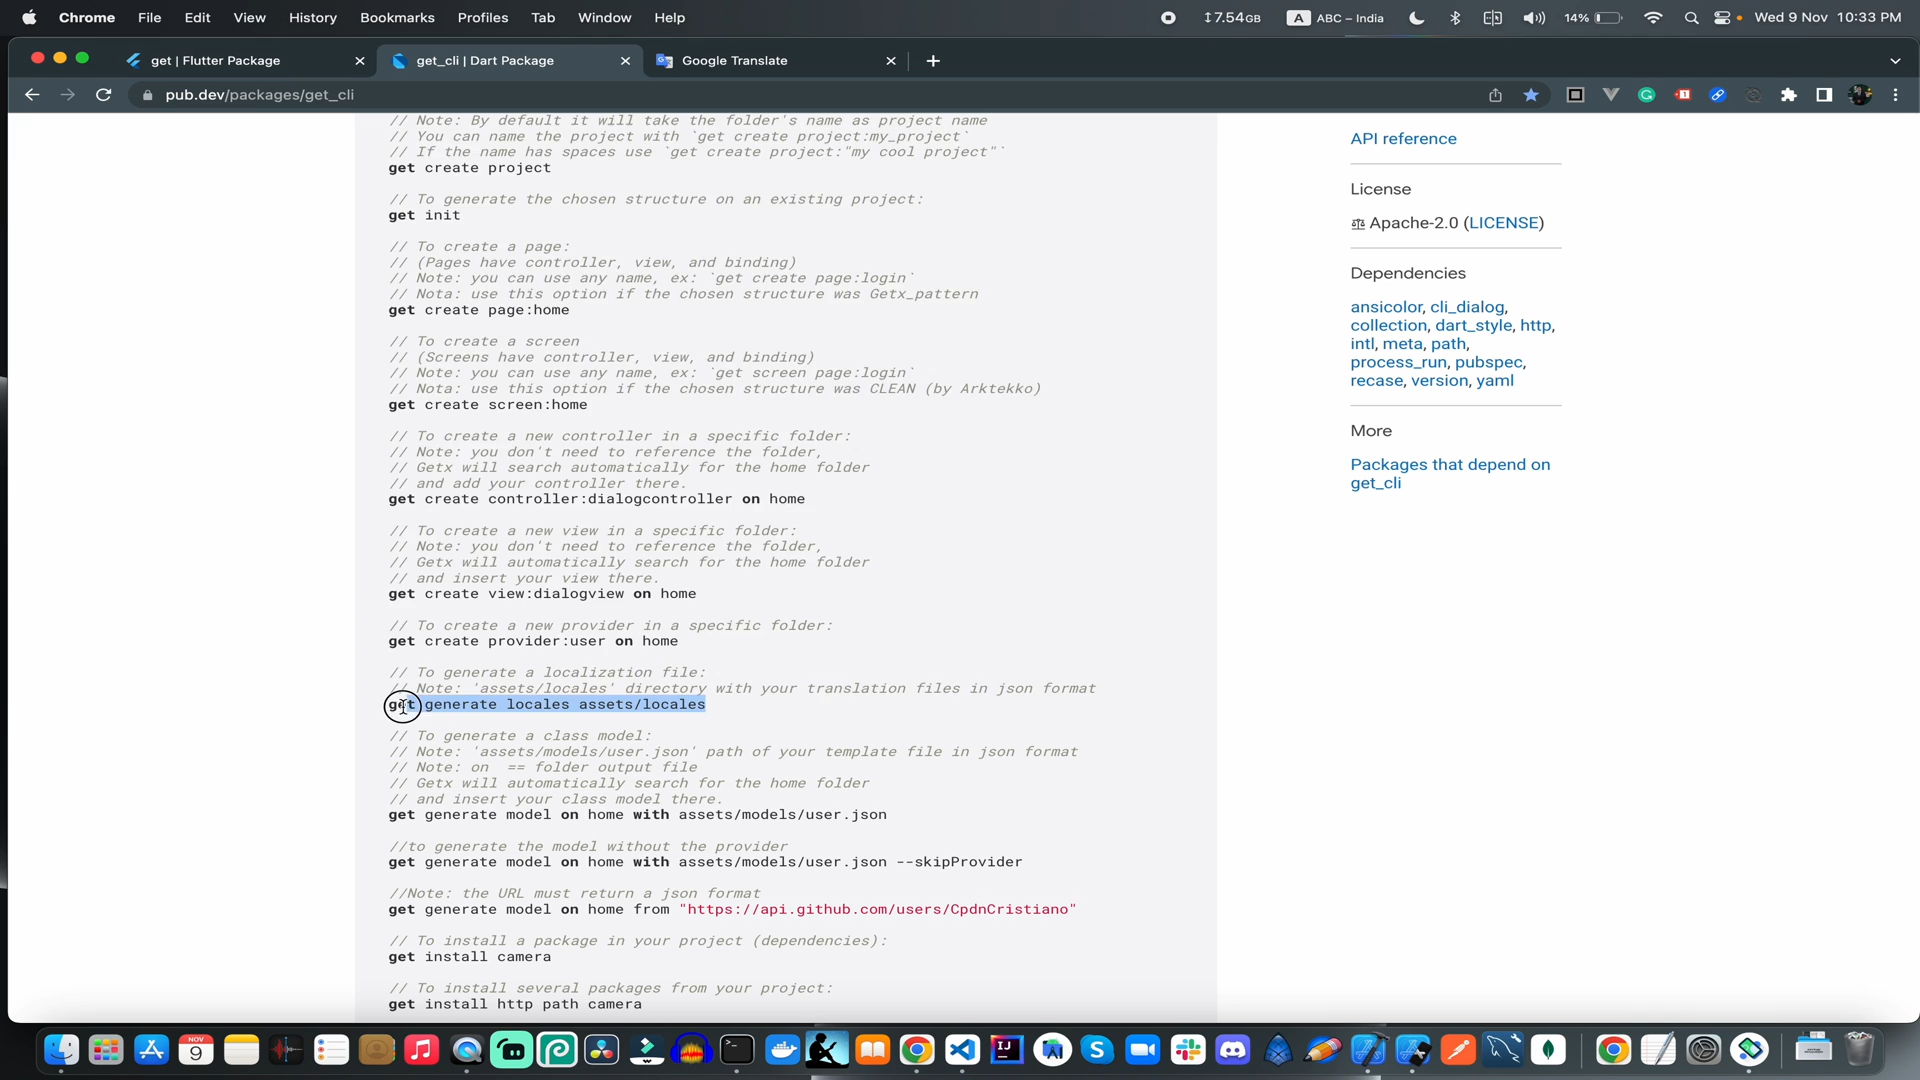 Chrome File Edit View History Bookmarks Profiles Tab Window Help 7.54GB A ABC – India 14% Wed 9 Nov 10:33 PM
get | Flutter Package get_cli | Dart Package Google Translate
pub.dev/packages/get_cli
// Note: By default it will take the folder's name as project name
// You can name the project with `get create project:my_project`
// If the name has spaces use `get create project:"my cool project"`
get create project
// To generate the chosen structure on an existing project:
get init
// To create a page:
// (Pages have controller, view, and binding)
// Note: you can use any name, ex: `get create page:login`
// Nota: use this option if the chosen structure was Getx_pattern
get create page:home
// To create a screen
// (Screens have controller, view, and binding)
// Note: you can use any name, ex: `get screen page:login`
// Nota: use this option if the chosen structure was CLEAN (by Arktekko)
get create screen:home
// To create a new controller in a specific folder:
// Note: you don't need to reference the folder,
// Getx will search automatically for the home folder
// and add your controller there.
get create controller:dialogcontroller on home
// To create a new view in a specific folder:
// Note: you don't need to reference the folder,
// Getx will automatically search for the home folder
// and insert your view there.
get create view:dialogview on home
// To create a new provider in a specific folder:
get create provider:user on home
// To generate a localization file:
// Note: 'assets/locales' directory with your translation files in json format
get generate locales assets/locales
// To generate a class model:
// Note: 'assets/models/user.json' path of your template file in json format
// Note: on  == folder output file
// Getx will automatically search for the home folder
// and insert your class model there.
get generate model on home with assets/models/user.json
//to generate the model without the provider
get generate model on home with assets/models/user.json --skipProvider
//Note: the URL must return a json format
get generate model on home from "https://api.github.com/users/CpdnCristiano"
// To install a package in your project (dependencies):
get install camera
// To install several packages from your project:
get install http path camera
API reference
License
Apache-2.0 (LICENSE)
Dependencies
ansicolor, cli_dialog,
collection, dart_style, http,
intl, meta, path,
process_run, pubspec,
recase, version, yaml
More
Packages that depend on
get_cli
NOV
9